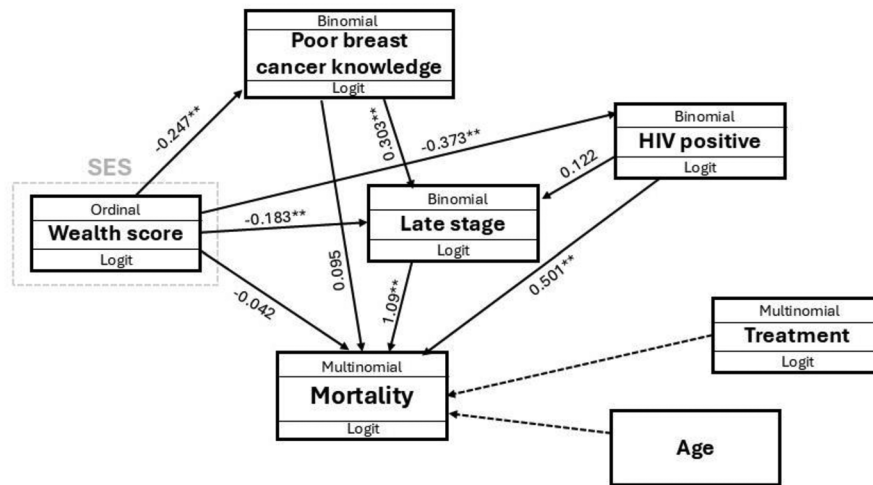 Binomial
Poor breast
cancer knowledge
Logit
-0.247**
0.303**
-0.373**
Binomial
HIV positive
Logit
0.122
SES
Ordinal
Wealth score
Logit
-0.183**
Binomial
Late stage
Logit
-0.042
0.095
1.09**
0.501**
Multinomial
Treatment
Logit
Multinomial
Mortality
Logit
Age